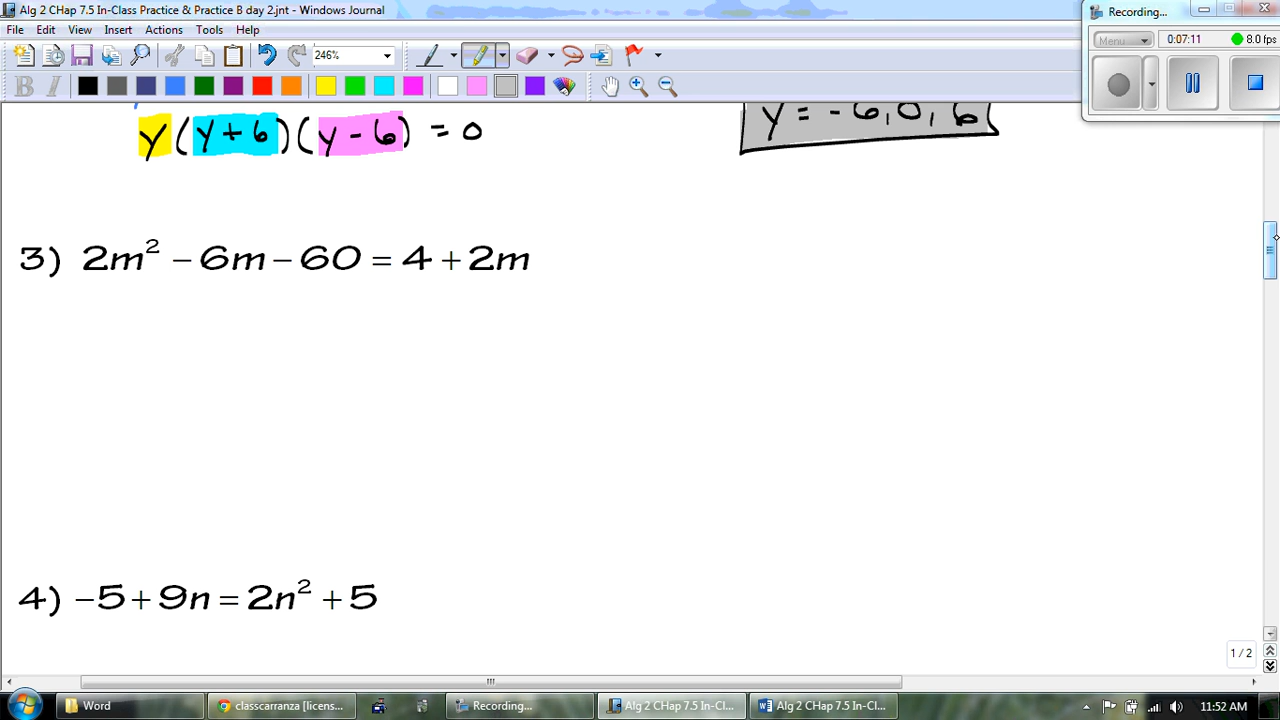 Alg 2 CHap 7.5 In-Class Practice & Practice B day 2.jnt - Windows Journal
Recording...
File Edit View Insert Actions Tools Help
Menu 0:07:11 8.0 fps
246%
B I
y = -6, 0, 6
y(y + 6)(y - 6) = 0
3) 2m² − 6m − 60 = 4 + 2m
4) −5 + 9n = 2n² + 5
1 / 2
Word classcarranza [licens... Recording... Alg 2 CHap 7.5 In-Cl... Alg 2 CHap 7.5 In-Cl... 11:52 AM